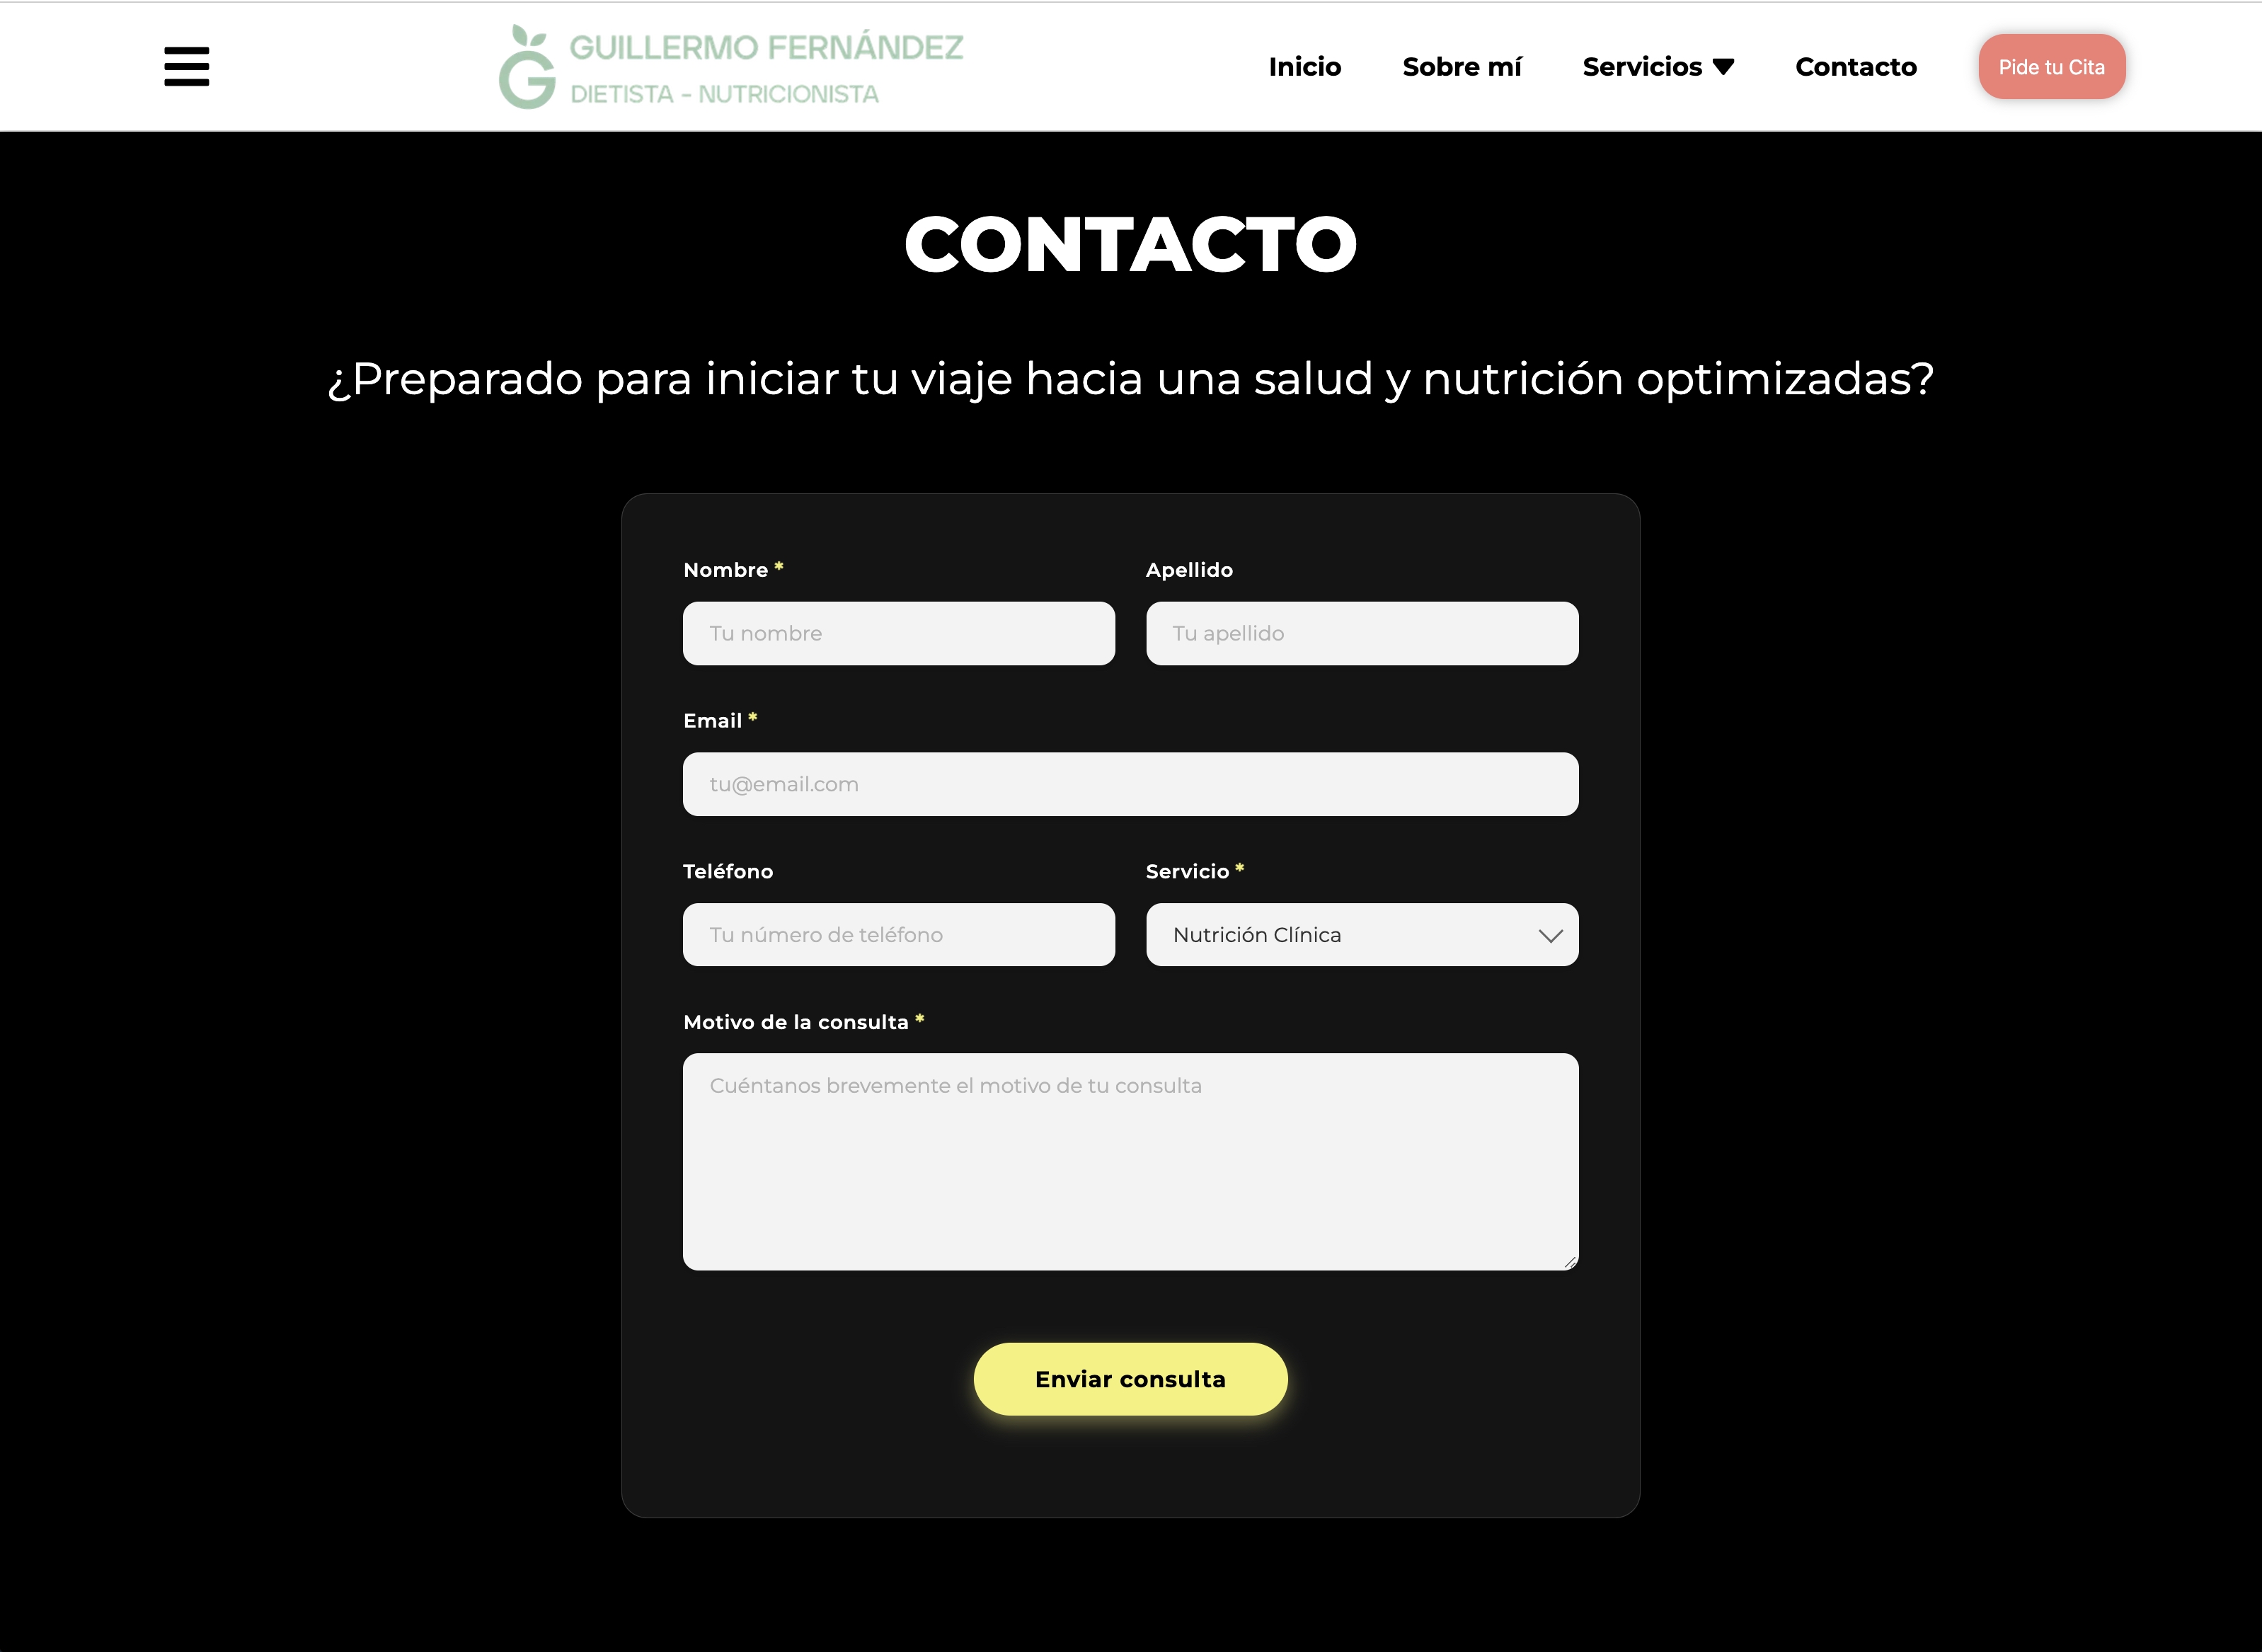 GUILLERMO FERNÁNDEZ
DIETISTA - NUTRICIONISTA
Inicio
Sobre mí
Servicios
Contacto
Pide tu Cita
CONTACTO
¿Preparado para iniciar tu viaje hacia una salud y nutrición optimizadas?
Nombre *
Apellido
Tu nombre
Tu apellido
Email *
tu@email.com
Teléfono
Servicio *
Tu número de teléfono
Nutrición Clínica
Motivo de la consulta *
Cuéntanos brevemente el motivo de tu consulta
Enviar consulta